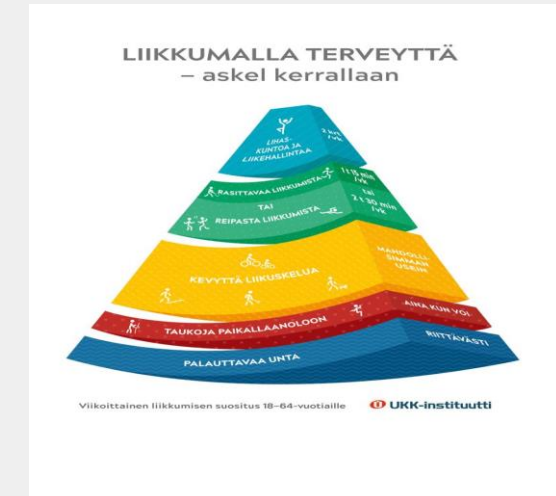 LIIKKUMALLA TERVEYTTÄ
– askel kerrallaan
LIHAS-
KUNTOA JA
LIIKEHALLINTAA
2 krt
/vk
RASITTAVAA LIIKKUMISTA
1 t 15 min
/vk
TAI
tai
REIPASTA LIIKKUMISTA
2 t 30 min
/vk
KEVYTTÄ LIIKUSKELUA
MAHDOLLI-
SIMMAN
USEIN
TAUKOJA PAIKALLAANOLOON
AINA KUN VOI
PALAUTTAVAA UNTA
RIITTÄVÄSTI
Viikoittainen liikkumisen suositus 18–64-vuotiaille
UKK-instituutti